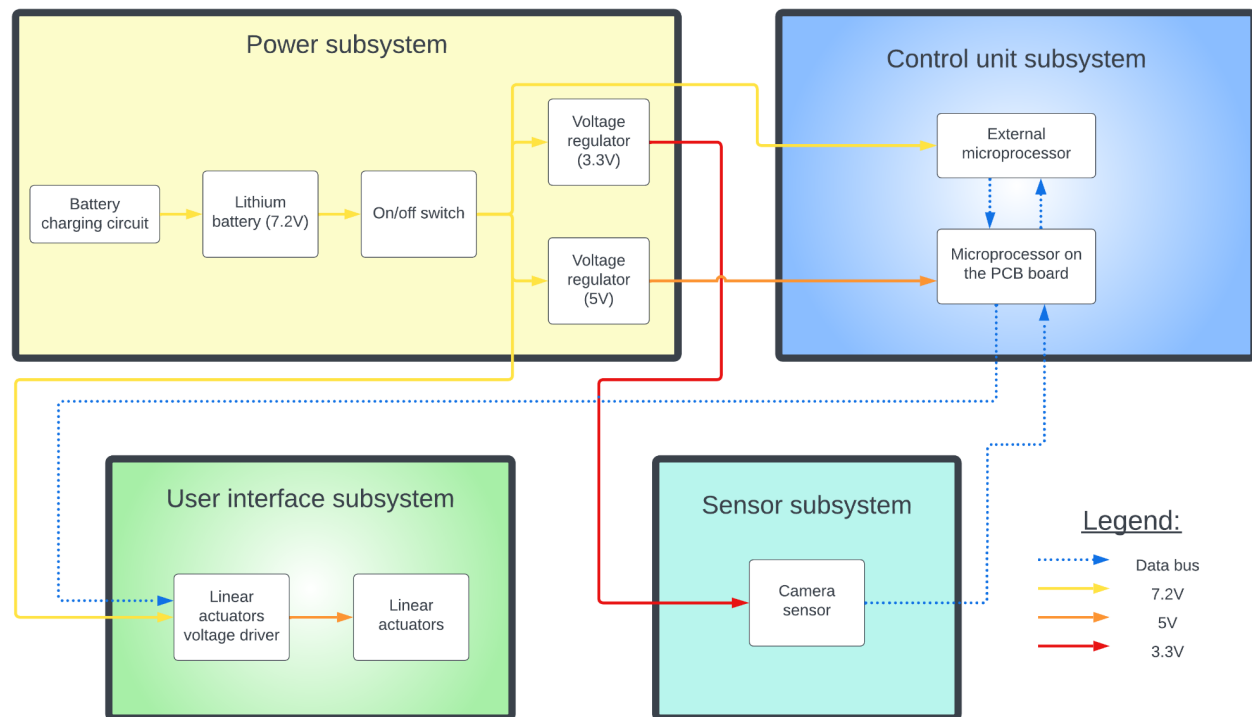 Power subsystem
Battery
charging circuit
Lithium
battery (7.2V)
On/off switch
Voltage
regulator
(3.3V)
Voltage
regulator
(5V)
Control unit subsystem
External
microprocessor
Microprocessor on
the PCB board
User interface subsystem
Linear
actuators
voltage driver
Linear
actuators
Sensor subsystem
Camera
sensor
Legend:
Data bus
7.2V
5V
3.3V